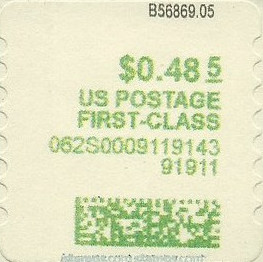 B56869.05
$0.48 5
US POSTAGE
FIRST-CLASS
062S0009119143
91911